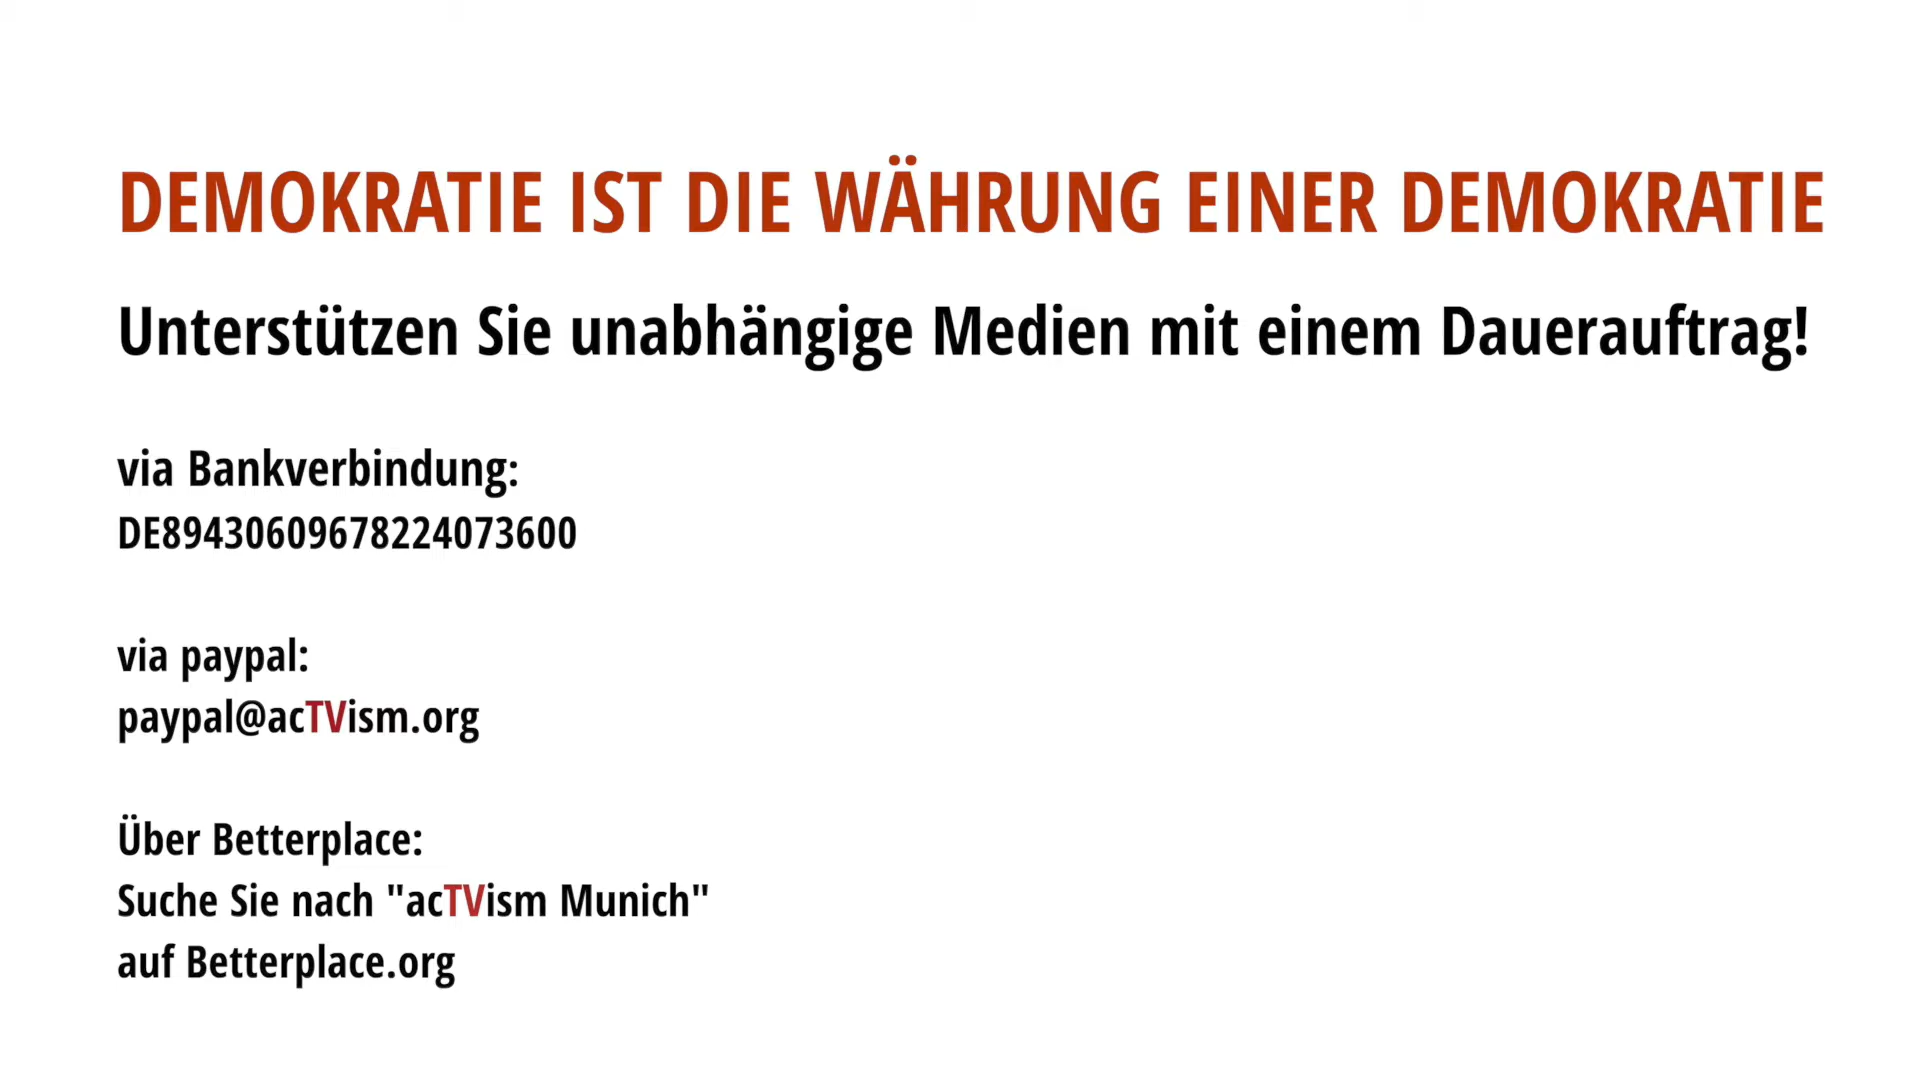 DEMOKRATIE IST DIE WÄHRUNG EINER DEMOKRATIE
Unterstützen Sie unabhängige Medien mit einem Dauerauftrag!
via Bankverbindung:
DE89430609678224073600
via paypal:
paypal@acTVism.org
Über Betterplace:
Suche Sie nach "acTVism Munich"
auf Betterplace.org